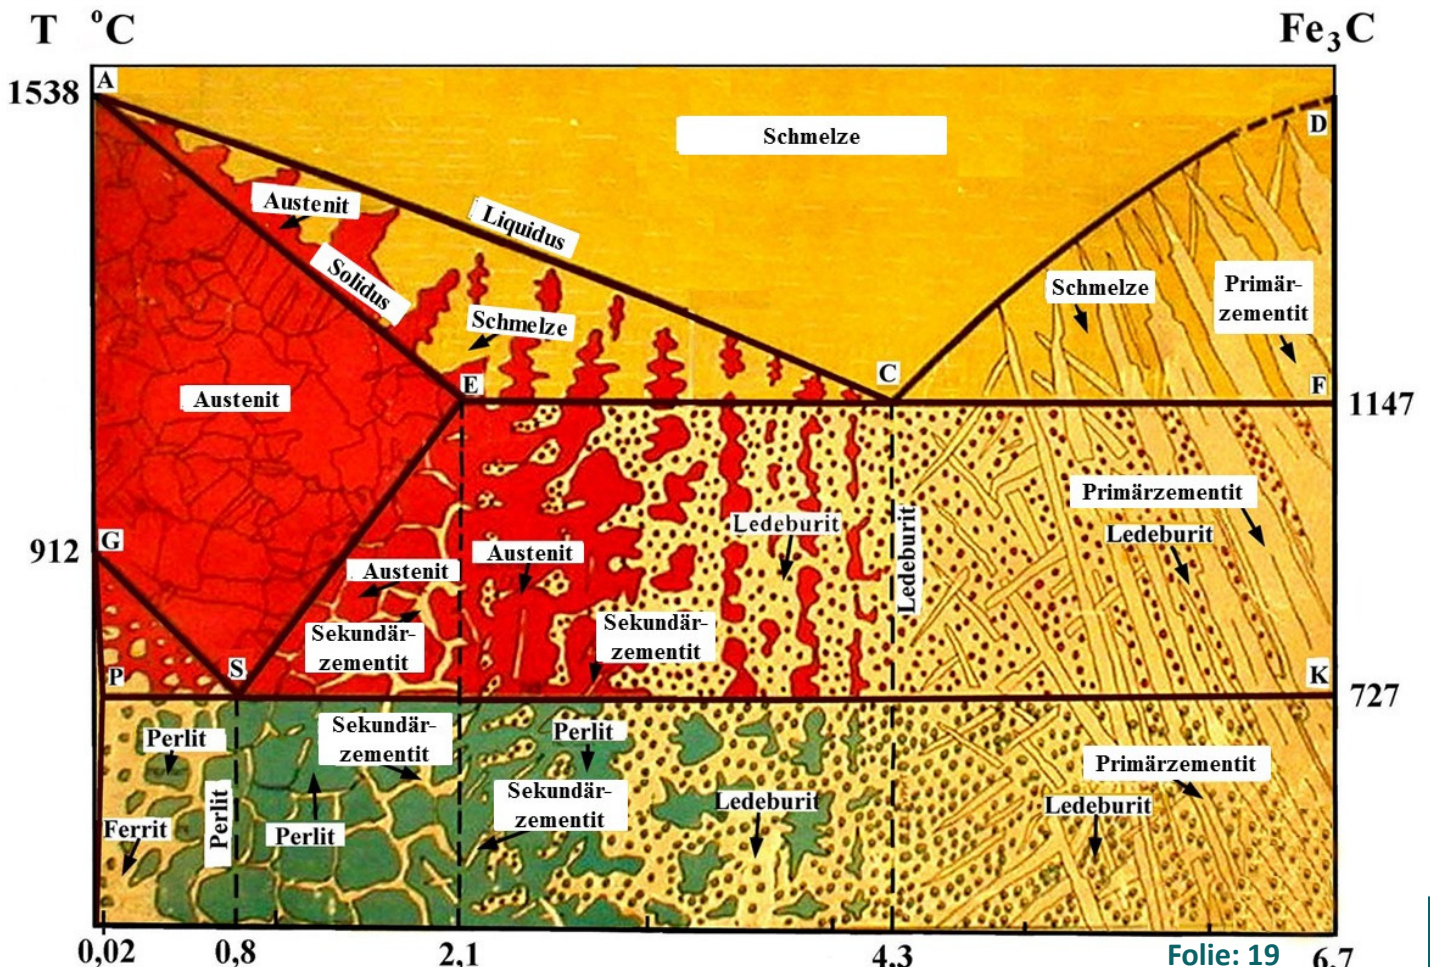 T °C
Fe₃C
A
1538
D
Schmelze
Austenit
Liquidus
Solidus
Schmelze
Schmelze
Primär-
zementit
E
C
F
1147
Austenit
Primärzementit
Ledeburit
Ledeburit
Ledeburit
G
912
Austenit
Austenit
Sekundär-
zementit
Sekundär-
zementit
P
S
K
727
Perlit
Sekundär-
zementit
Perlit
Primärzementit
Sekundär-
zementit
Ledeburit
Ledeburit
Ferrit
Perlit
Perlit
0,02
0,8
2,1
4,3
Folie: 19
6,7